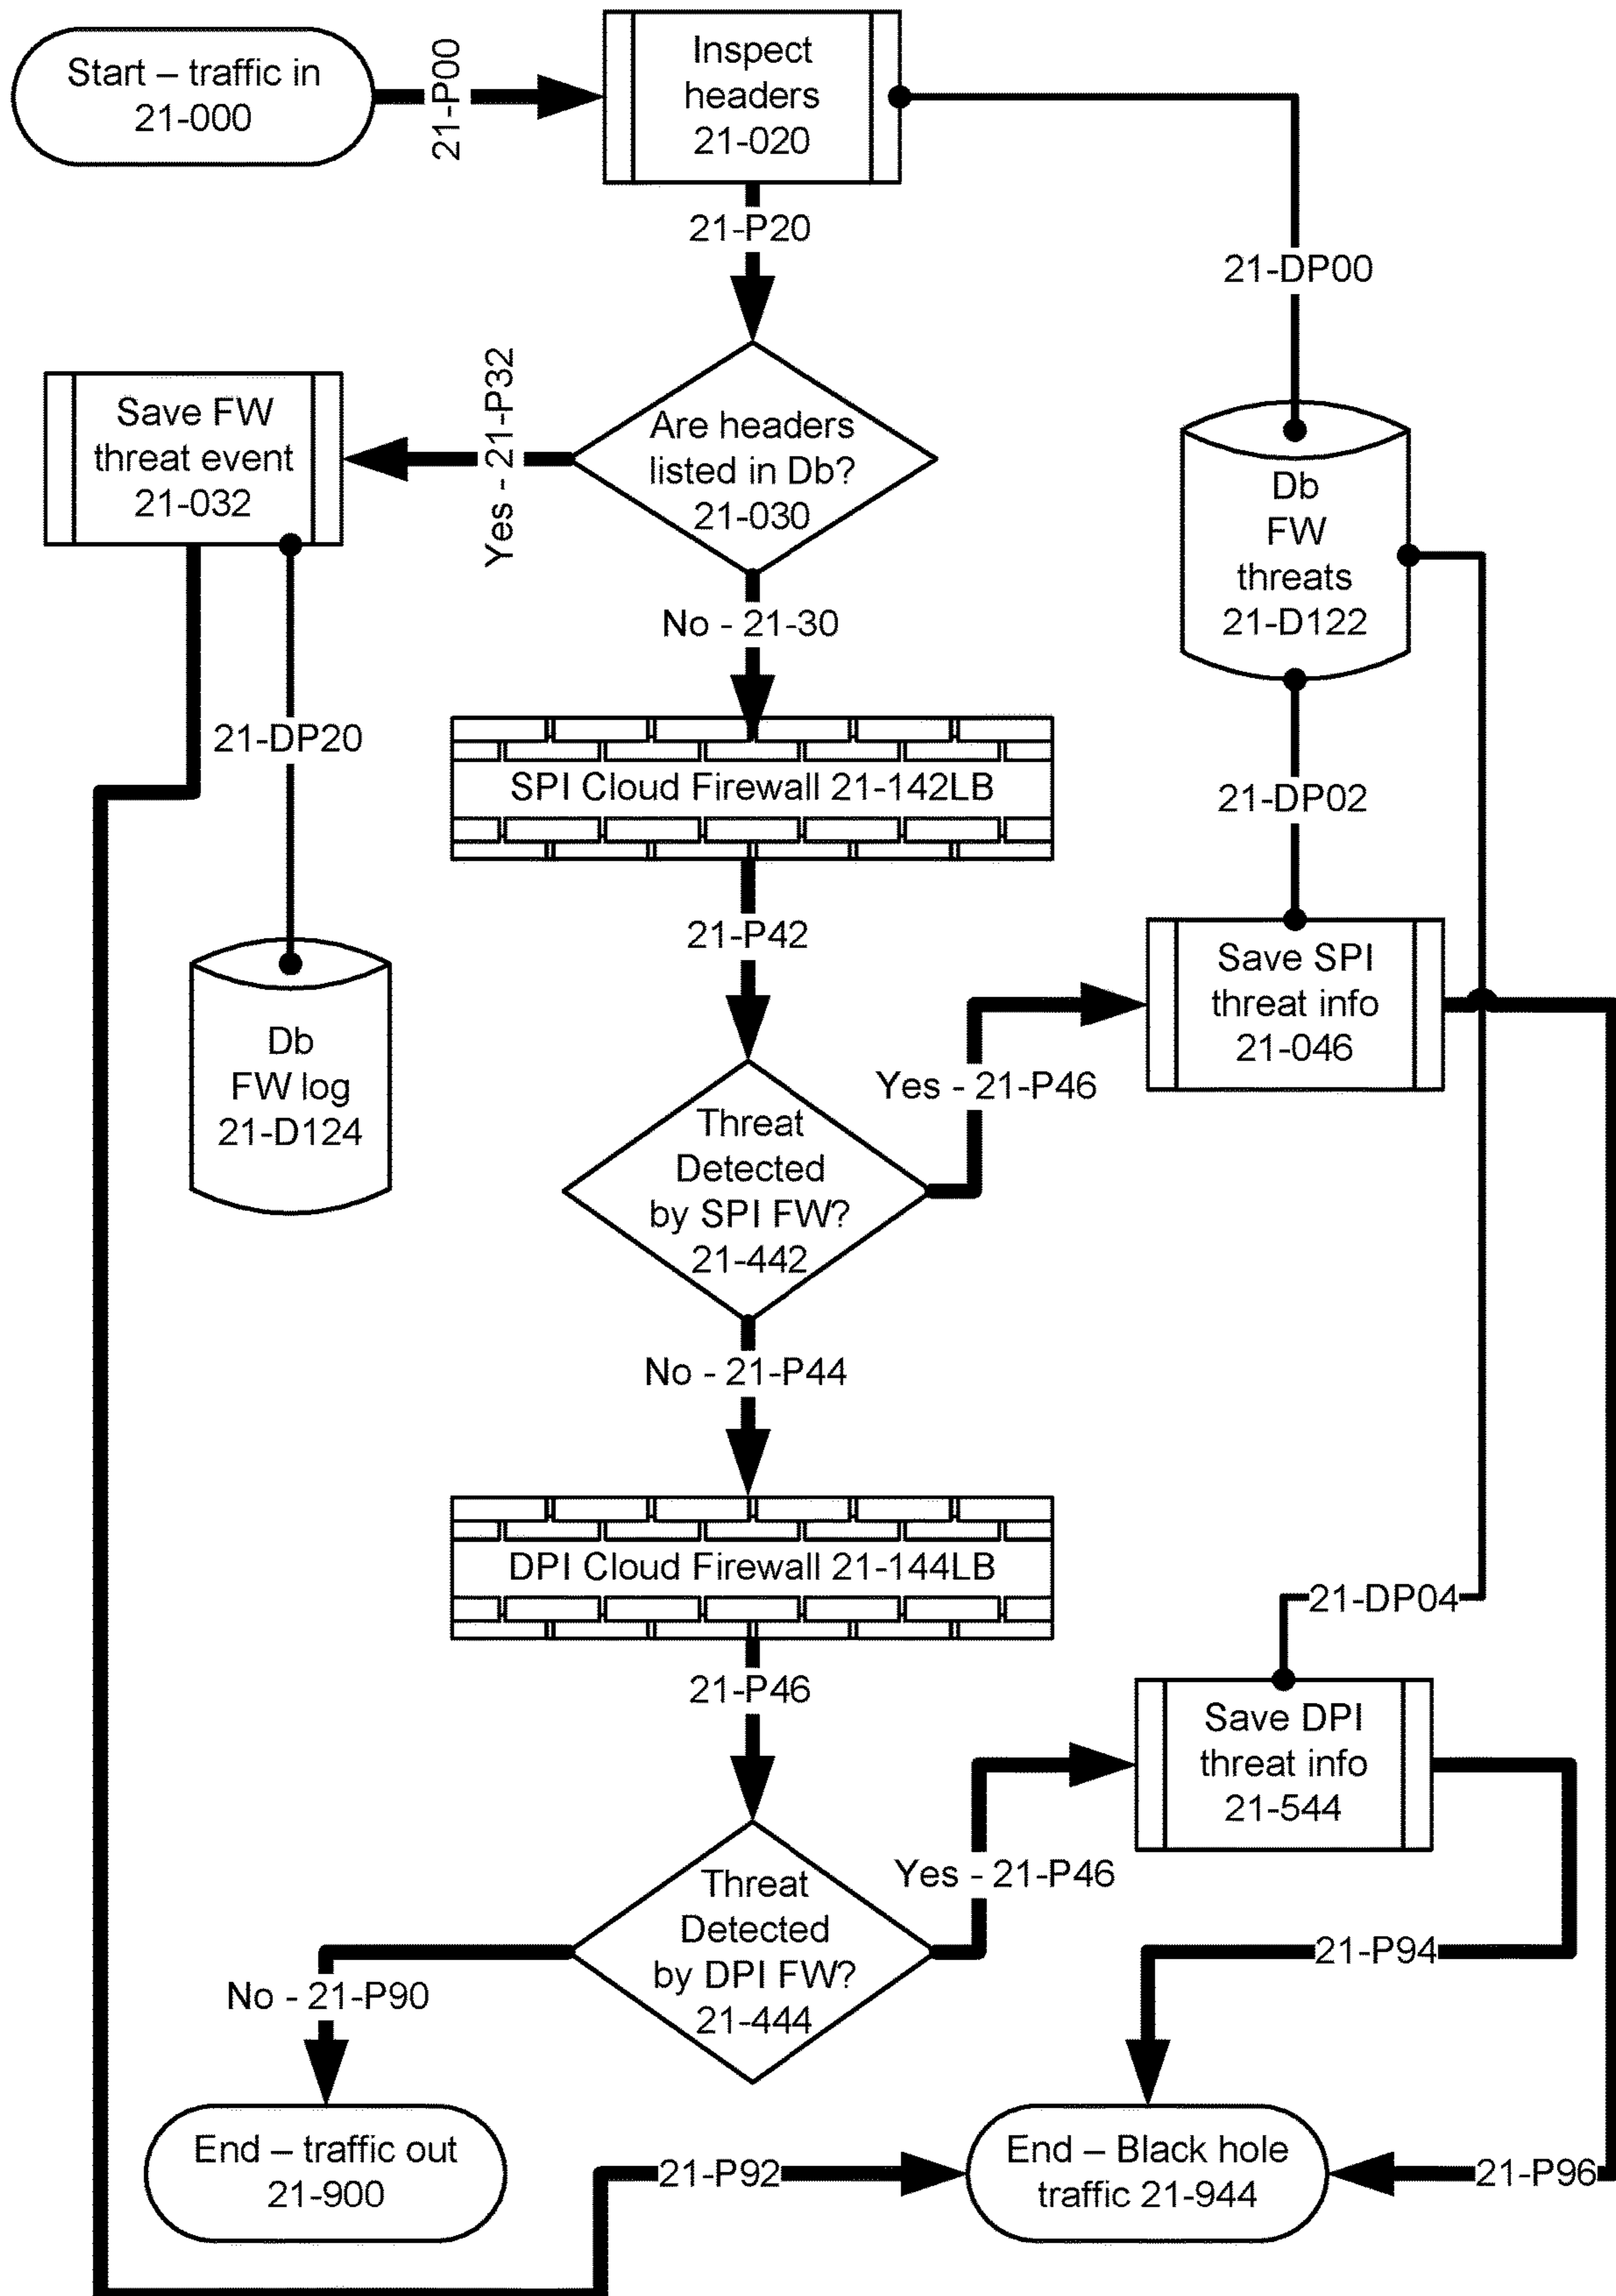 Start – traffic in
21-000
21-P00
Inspect
headers
21-020
21-P20
21-DP00
Save FW
threat event
21-032
Yes - 21-P32
Are headers
listed in Db?
21-030
Db
FW
threats
21-D122
No - 21-30
21-DP20
SPI Cloud Firewall 21-142LB
21-DP02
21-P42
Save SPI
threat info
21-046
Db
FW log
21-D124
Yes - 21-P46
Threat
Detected
by SPI FW?
21-442
No - 21-P44
DPI Cloud Firewall 21-144LB
21-DP04
21-P46
Save DPI
threat info
21-544
Yes - 21-P46
Threat
Detected
by DPI FW?
21-444
21-P94
No - 21-P90
End – traffic out
21-900
21-P92
End – Black hole
traffic 21-944
21-P96